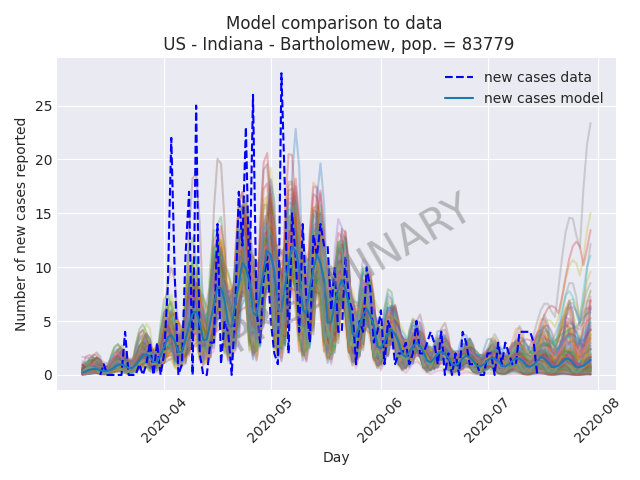 Model comparison to data
US - Indiana - Bartholomew, pop. = 83779
new cases data
new cases model
Number of new cases reported
25
20
15
10
5
0
2020-04
2020-05
2020-06
2020-07
2020-08
Day